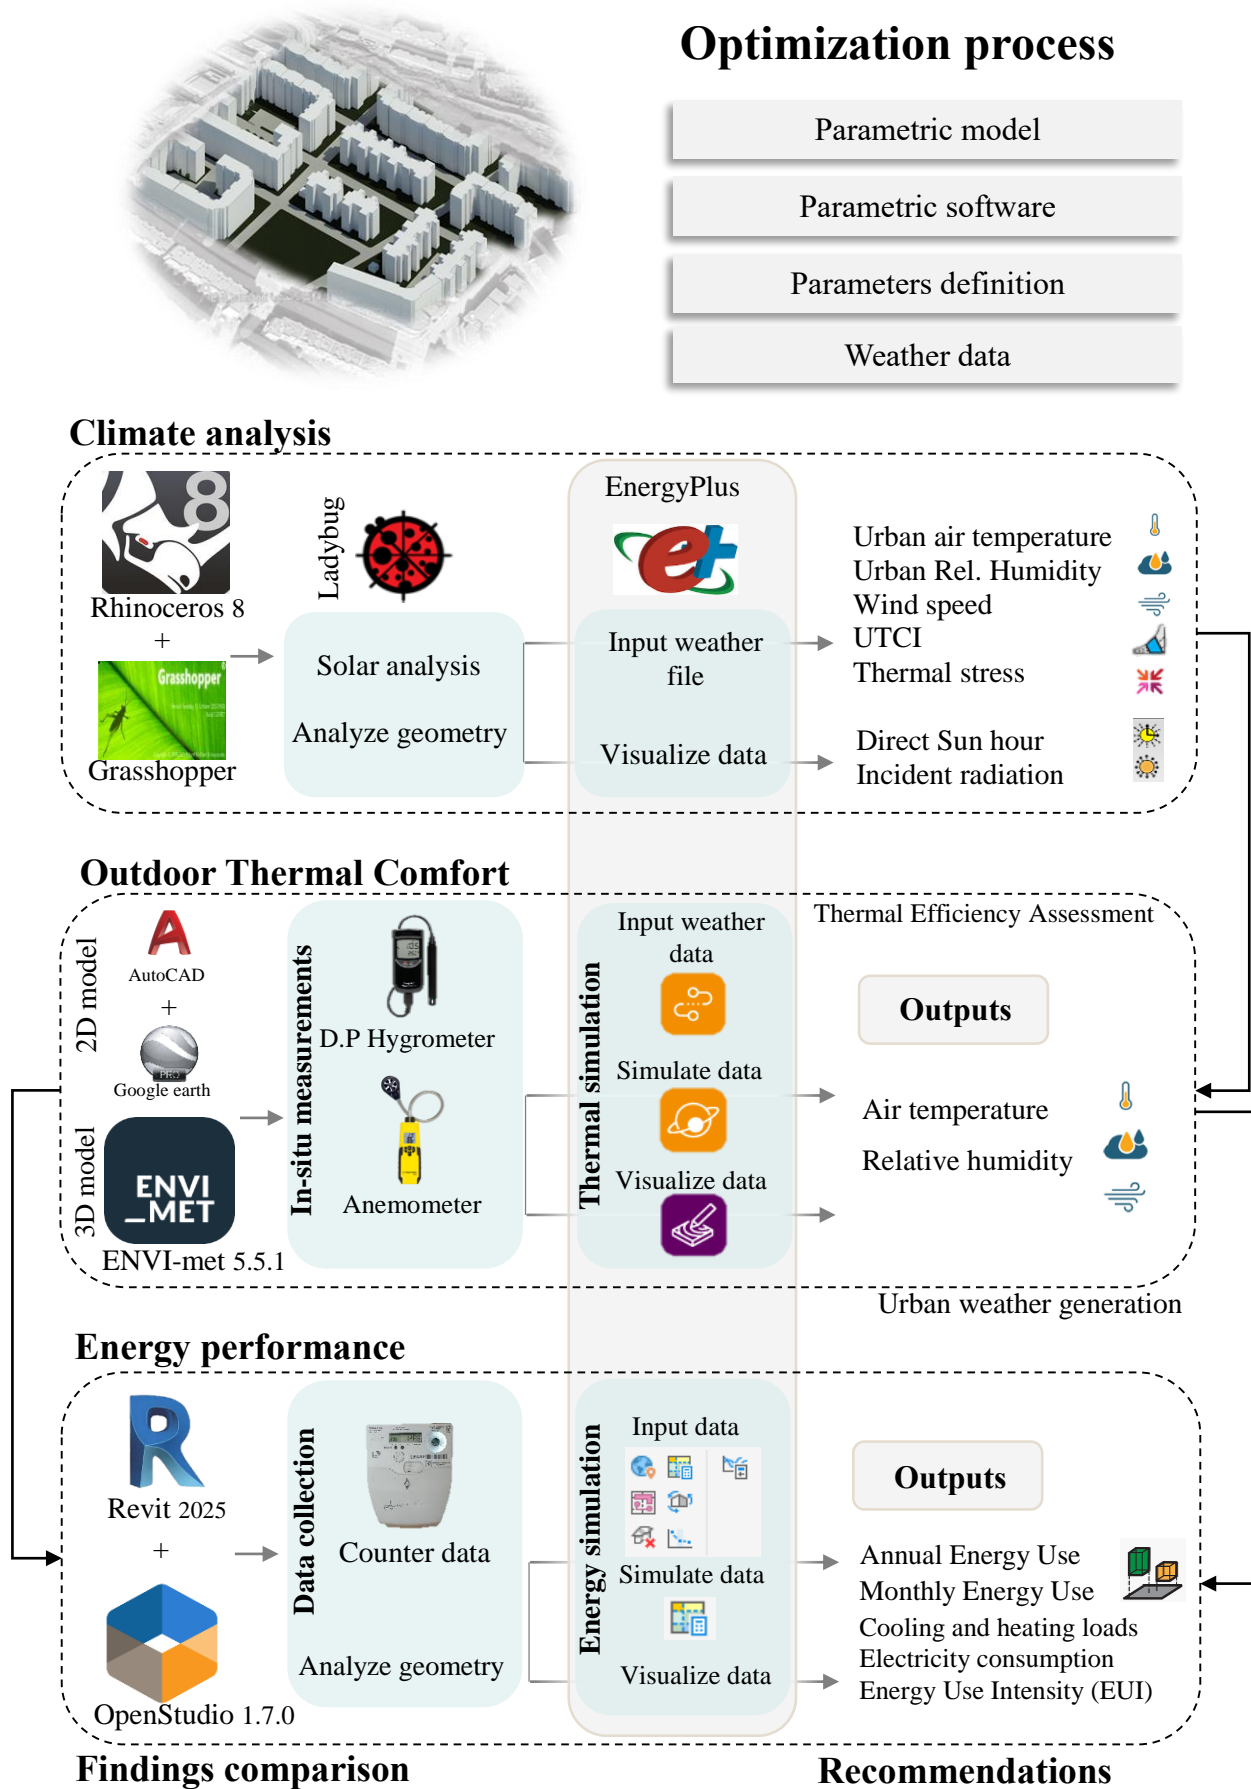 Optimization process
Parametric model
Parametric software
Parameters definition
Weather data
Climate analysis
8
Rhinoceros 8
+
Grasshopper
Grasshopper
Ladybug
Solar analysis
Analyze geometry
EnergyPlus
e+
Input weather
file
Visualize data
Urban air temperature
Urban Rel. Humidity
Wind speed
UTCI
Thermal stress
Direct Sun hour
Incident radiation
Outdoor Thermal Comfort
2D model
AutoCAD
+
PRO
Google earth
3D model
ENVI
_MET
ENVI-met 5.5.1
In-situ measurements
D.P Hygrometer
Anemometer
Thermal simulation
Input weather
data
Simulate data
Visualize data
Thermal Efficiency Assessment
Outputs
Air temperature
Relative humidity
Urban weather generation
Energy performance
Revit 2025
+
OpenStudio 1.7.0
Data collection
Counter data
Analyze geometry
Energy simulation
Input data
Simulate data
Visualize data
Outputs
Annual Energy Use
Monthly Energy Use
Cooling and heating loads
Electricity consumption
Energy Use Intensity (EUI)
Findings comparison
Recommendations